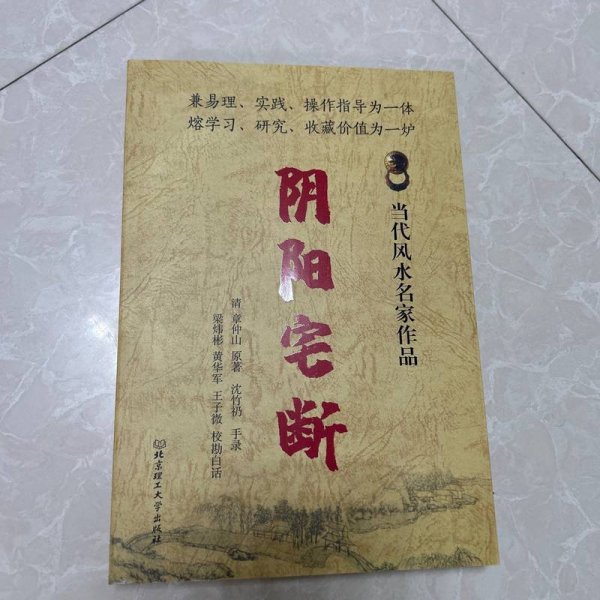 兼易理、实践、操作指导为一体
熔学习、研究、收藏价值为一炉
当代风水名家作品
阴阳宅断
清 章仲山 原著 沈竹礽 手录
梁炜彬 黄华军 王子微 校勘白话
北京理工大学出版社